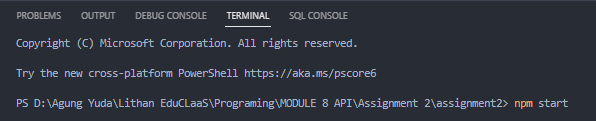 PROBLEMS OUTPUT DEBUG CONSOLE TERMINAL SQL CONSOLE
Copyright (C) Microsoft Corporation. All rights reserved.
Try the new cross-platform PowerShell https://aka.ms/pscore6
PS D:\Agung Yuda\Lithan EduCLaaS\Programing\MODULE 8 API\Assignment 2\assignment2> npm start